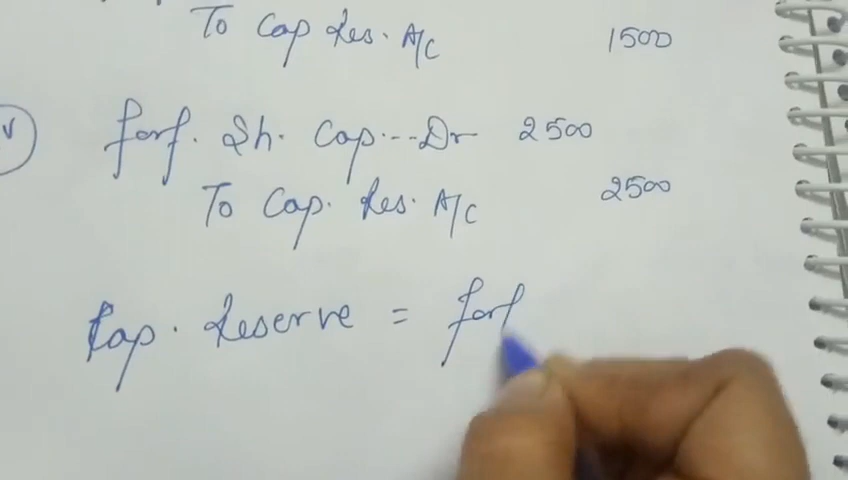 To Cap Res. A/C 1500
V forf. Sh. Cap...Dr 2500
To Cap. Res. A/C 2500
Cap. Reserve = forf